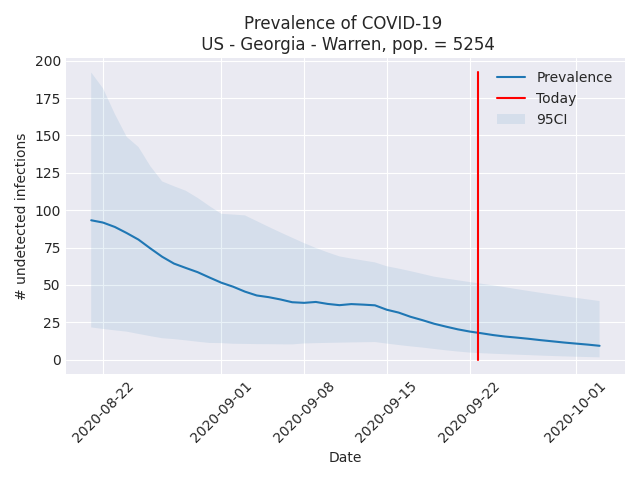 Prevalence of COVID-19
US - Georgia - Warren, pop. = 5254
200
175
150
125
100
75
50
25
0
# undetected infections
Prevalence
Today
95CI
2020-08-22
2020-09-01
2020-09-08
2020-09-15
2020-09-22
2020-10-01
Date